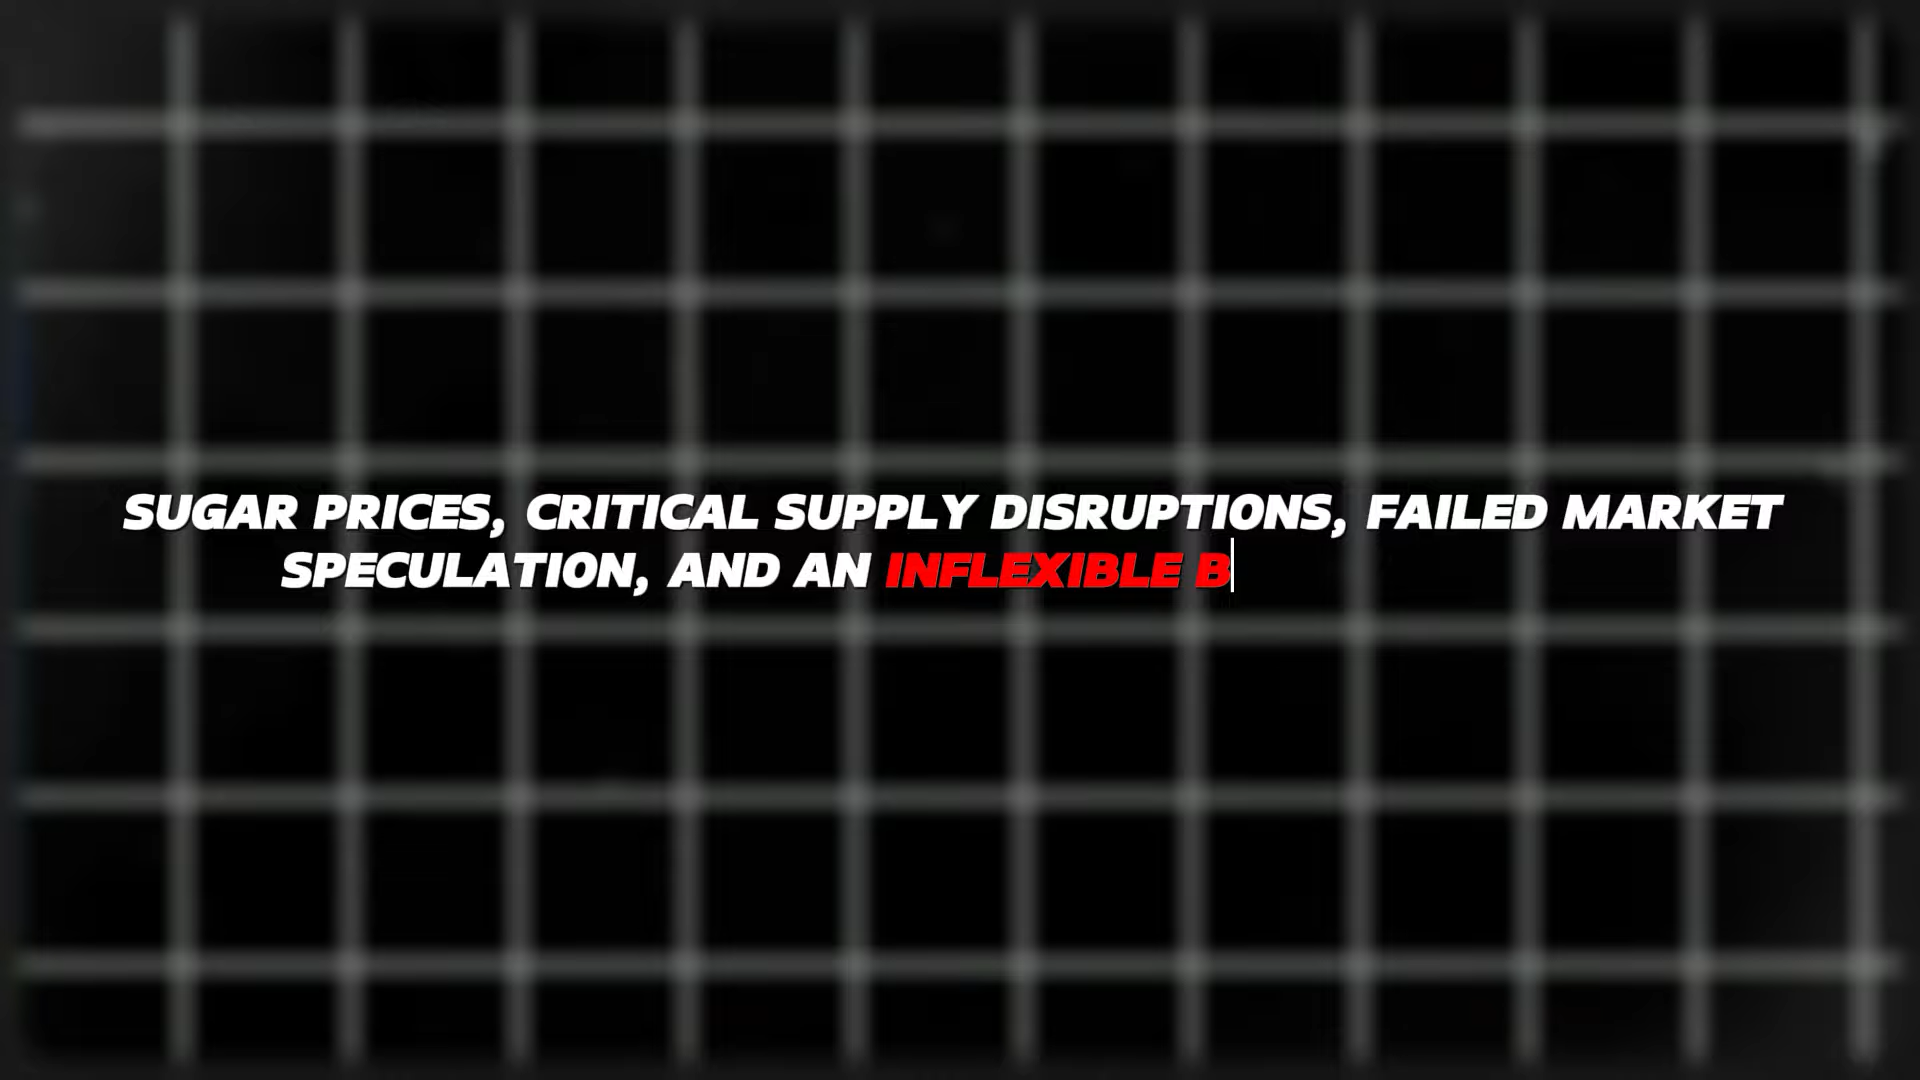 SUGAR PRICES, CRITICAL SUPPLY DISRUPTIONS, FAILED MARKET
SPECULATION, AND AN INFLEXIBLE B